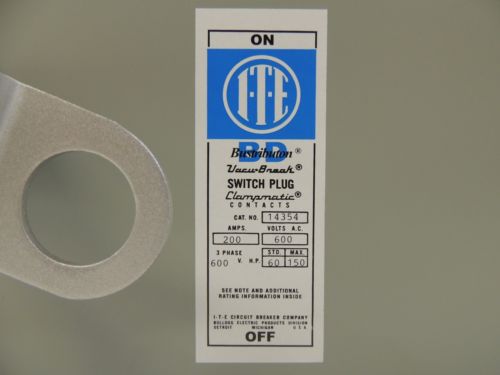 ON
I-T-E
BD
Bustribution®
Vacu-Break®
SWITCH PLUG
Clampmatic®
CONTACTS
CAT. NO. 14354
AMPS. VOLTS A.C.
200 600
3 PHASE STD. MAX.
600 V. H.P. 60 150
SEE NOTE AND ADDITIONAL
RATING INFORMATION INSIDE
I-T-E CIRCUIT BREAKER COMPANY
BULLDOG ELECTRIC PRODUCTS DIVISION
DETROIT MICHIGAN U S A
OFF